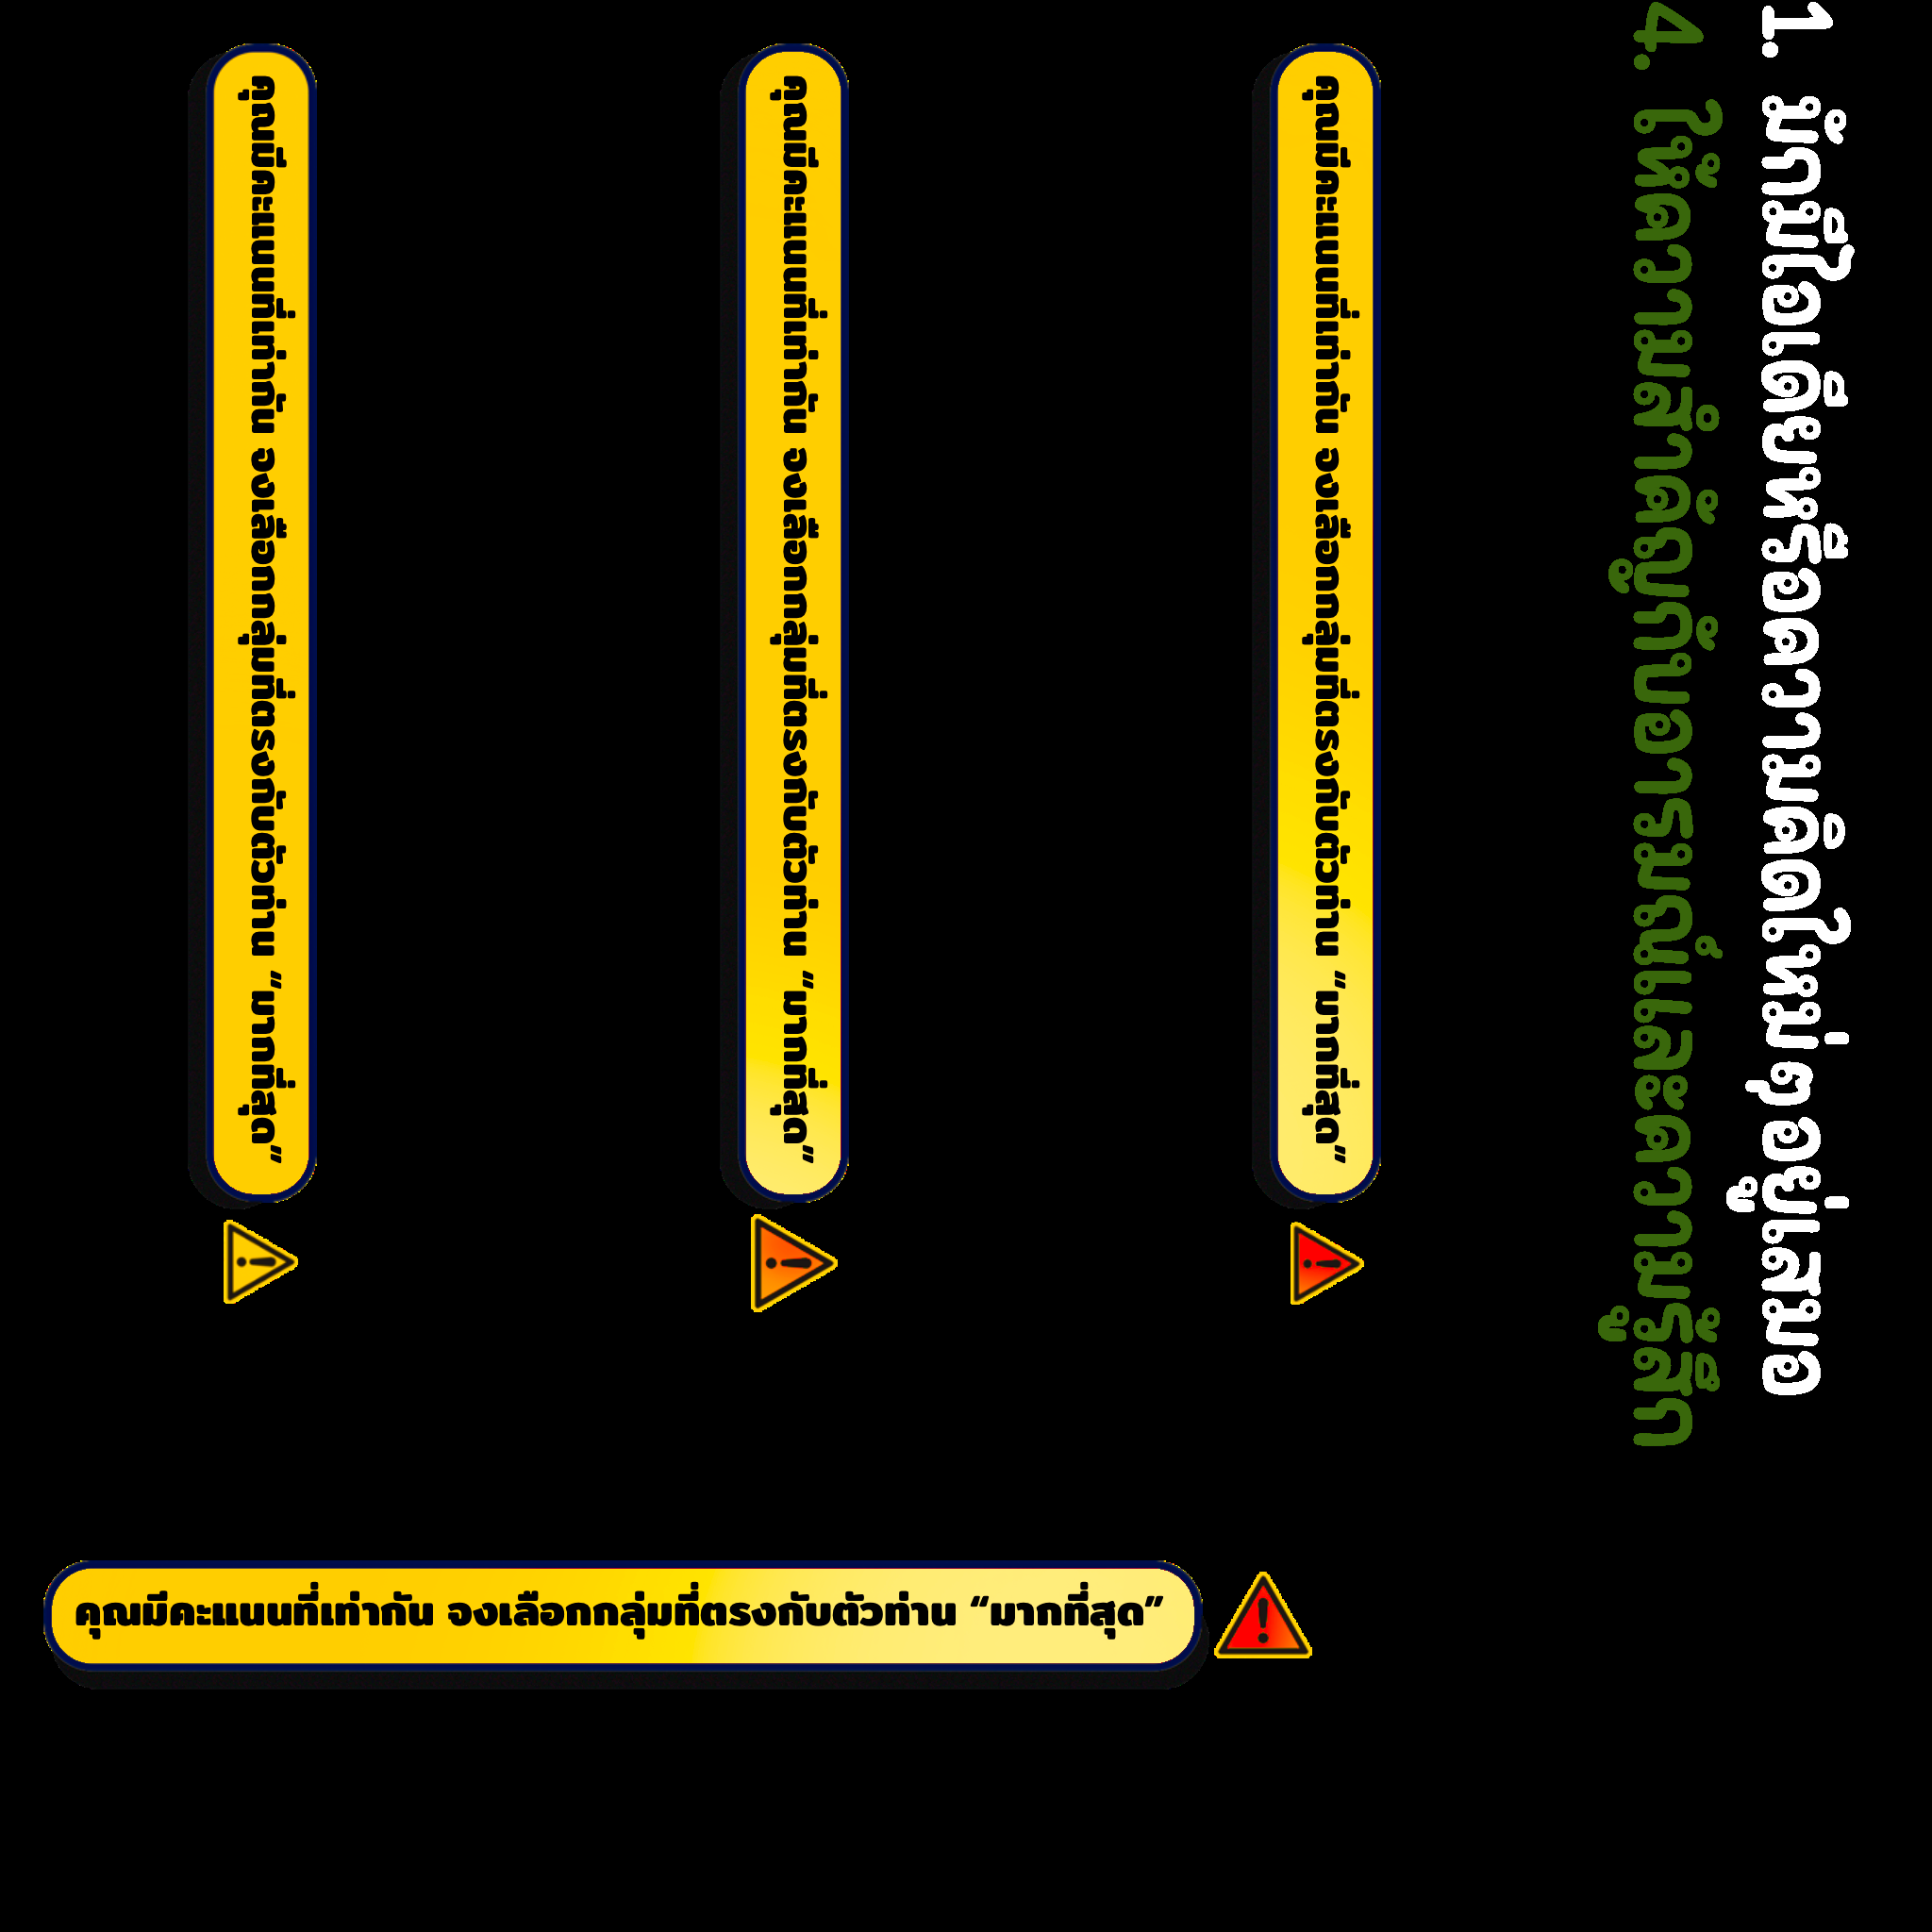 1. มักมีไอเดียหรือความคิดใหม่ๆอยู่เสมอ
4. ให้ความสำคัญกับอารมณ์และความรู้สึก
คุณมีคะแนนที่เท่ากัน จงเลือกกลุ่มที่ตรงกับตัวท่าน “มากที่สุด”
คุณมีคะแนนที่เท่ากัน จงเลือกกลุ่มที่ตรงกับตัวท่าน “มากที่สุด”
คุณมีคะแนนที่เท่ากัน จงเลือกกลุ่มที่ตรงกับตัวท่าน “มากที่สุด”
คุณมีคะแนนที่เท่ากัน จงเลือกกลุ่มที่ตรงกับตัวท่าน “มากที่สุด”